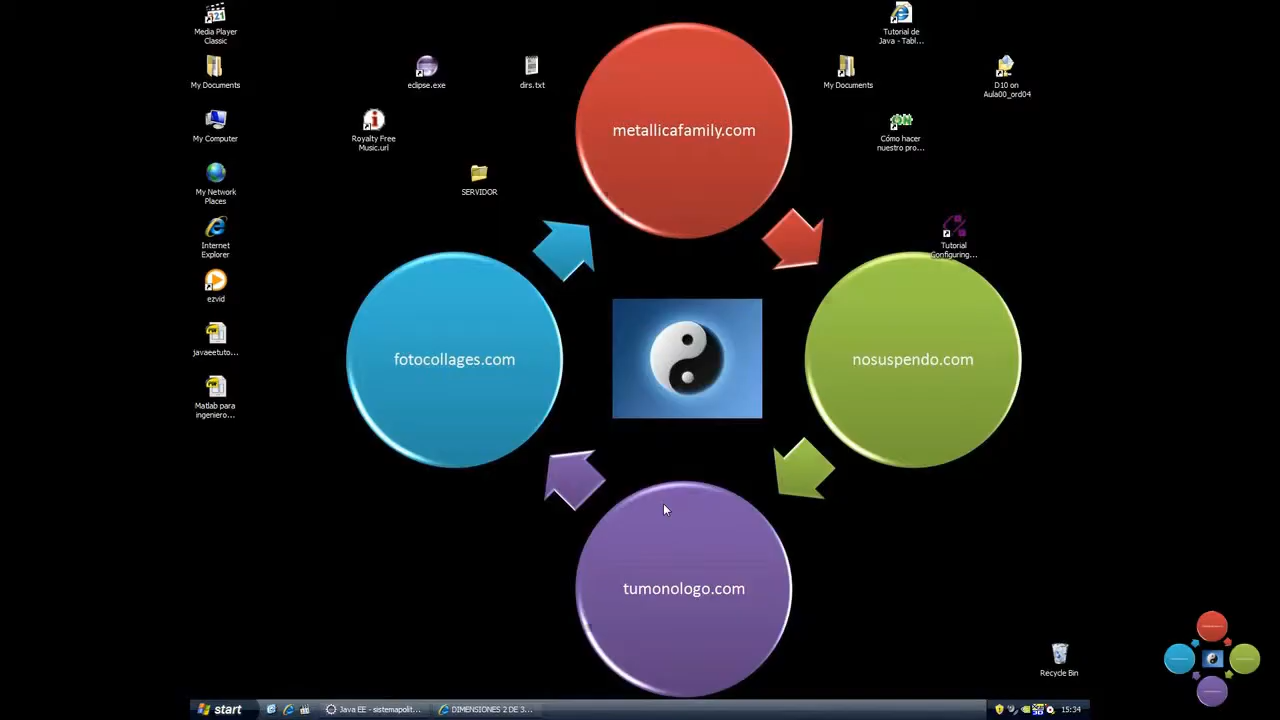 Media Player
Classic
My Documents
My Computer
My Network
Places
Internet
Explorer
ezvid
javaeetuto...
Matlab para
ingeniero...
eclipse.exe
dirs.txt
Royalty Free
Music.url
SERVIDOR
metallicafamily.com
Tutorial de
Java - Tabl...
My Documents
D10 on
Aula00_ord04
Cómo hacer
nuestro pro...
Tutorial
Configuring...
fotocollages.com
nosuspendo.com
tumonologo.com
Recycle Bin
start
Java EE - sistemapolit...
DIMENSIONES 2 DE 3...
15:34